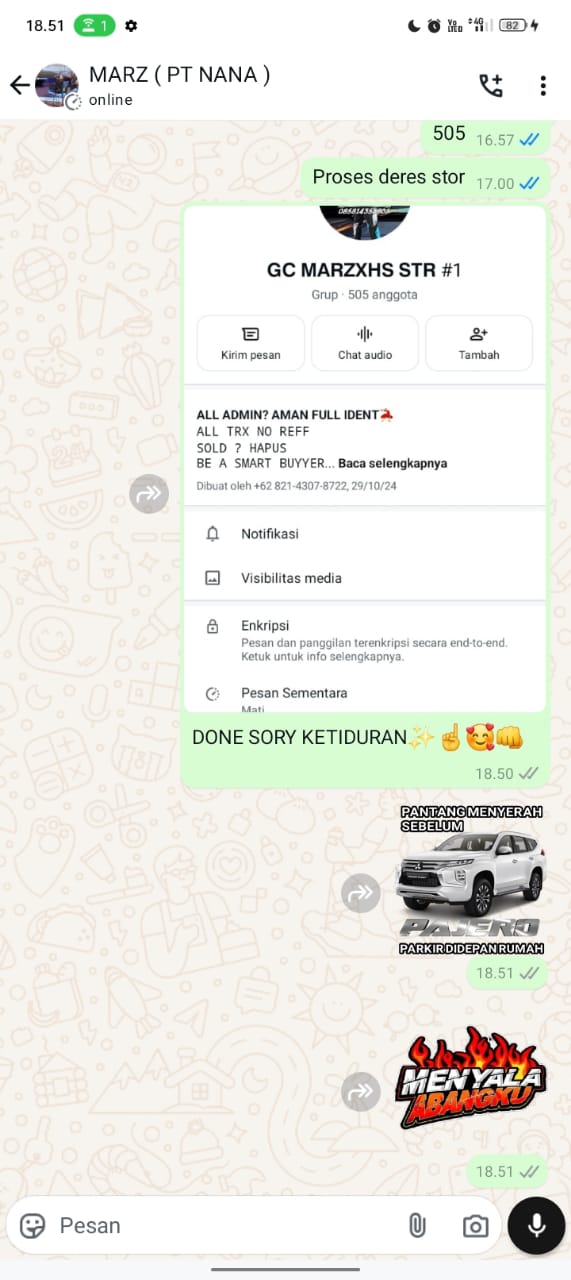 18.51
1
Vo
LTE
4G
82
MARZ ( PT NANA )
online
505
16.57
Proses deres stor
17.00
GC MARZXHS STR #1
Grup · 505 anggota
Kirim pesan
Chat audio
Tambah
ALL ADMIN? AMAN FULL IDENT🦞
ALL TRX NO REFF
SOLD ? HAPUS
BE A SMART BUYYER... Baca selengkapnya
Dibuat oleh +62 821-4307-8722, 29/10/24
Notifikasi
Visibilitas media
Enkripsi
Pesan dan panggilan terenkripsi secara end-to-end.
Ketuk untuk info selengkapnya.
Pesan Sementara
Mati
DONE SORY KETIDURAN✨☝️🥰👊
18.50
PANTANG MENYERAH
SEBELUM
PAJERO
PARKIR DIDEPAN RUMAH
18.51
MENYALA
ABANGKU
18.51
Pesan